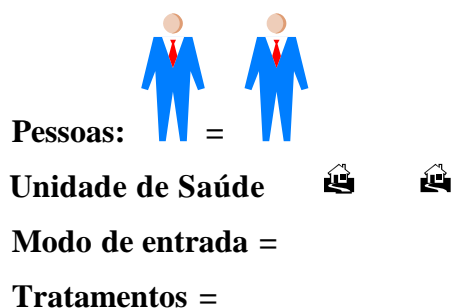 Pessoas: =
Unidade de Saúde
Modo de entrada =
Tratamentos =